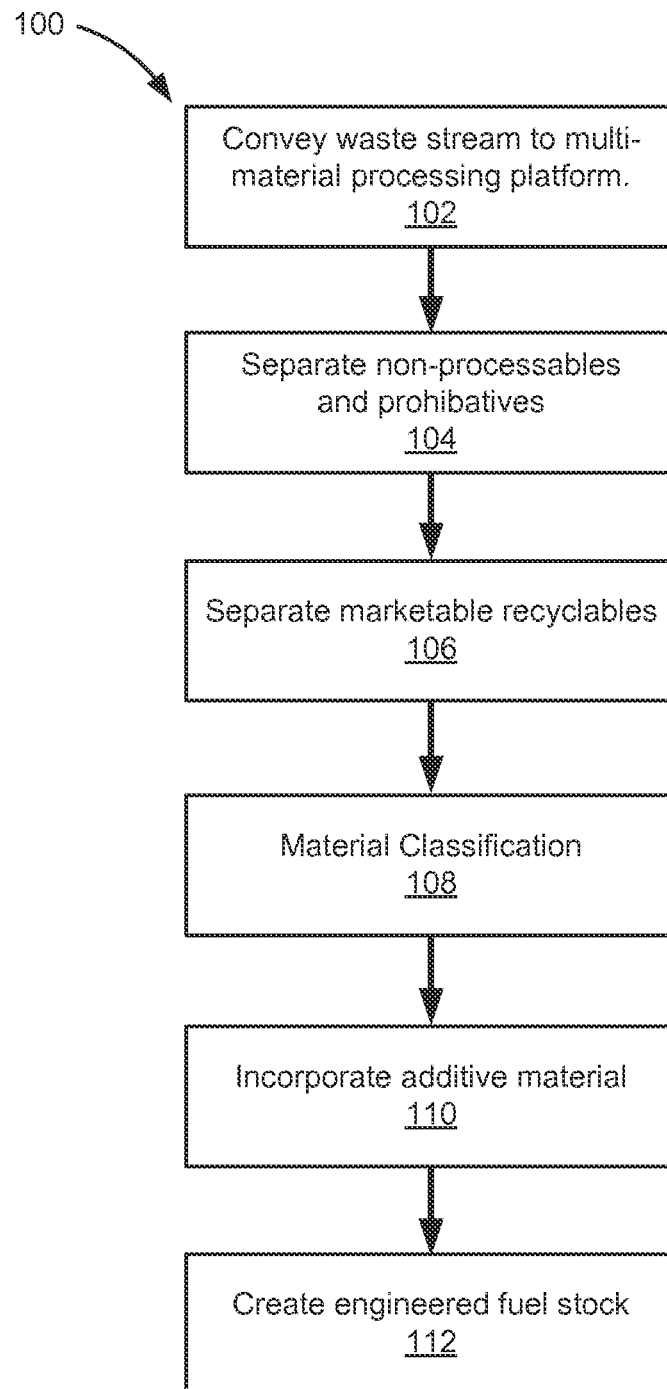 100
Convey waste stream to multi-
material processing platform.
102
Separate non-processables
and prohibatives
104
Separate marketable recyclables
106
Material Classification
108
Incorporate additive material
110
Create engineered fuel stock
112